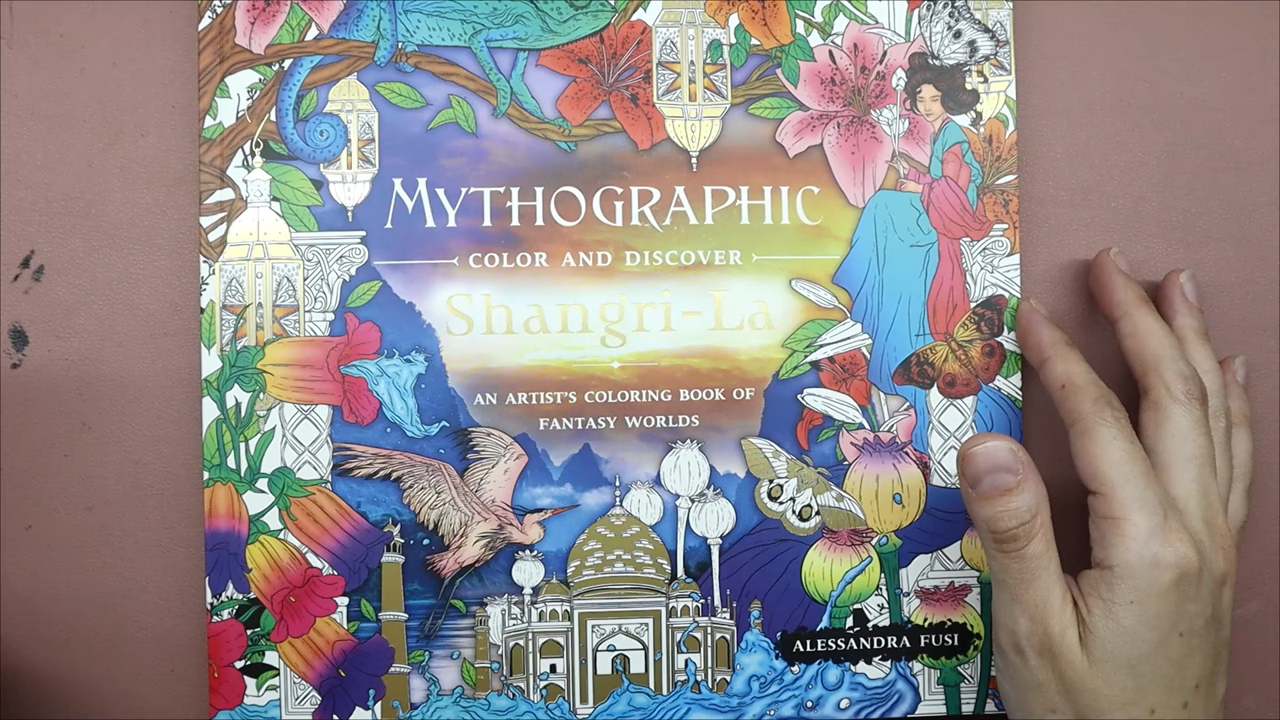 MYTHOGRAPHIC
COLOR AND DISCOVER
Shangri-La
AN ARTIST'S COLORING BOOK OF
FANTASY WORLDS
ALESSANDRA FUSI